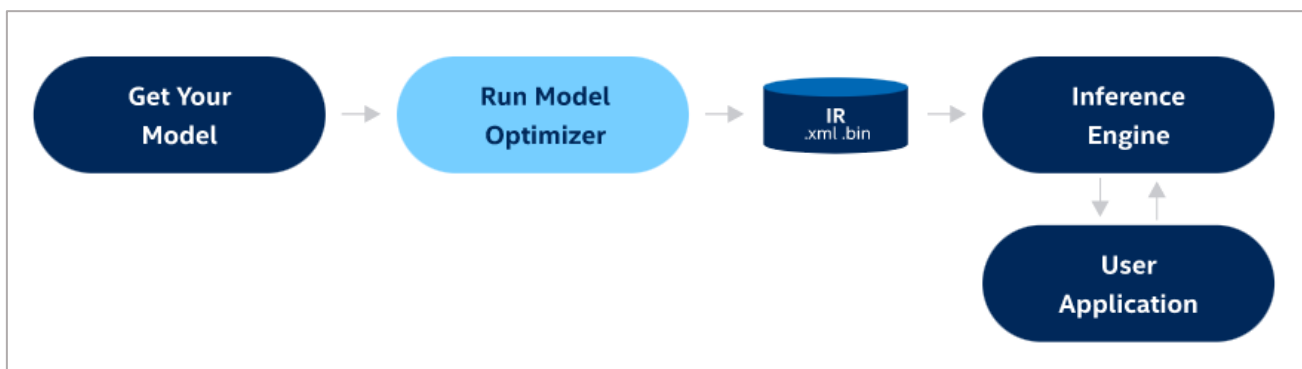 Get Your
Model
Run Model
Optimizer
IR
.xml .bin
Inference
Engine
User
Application